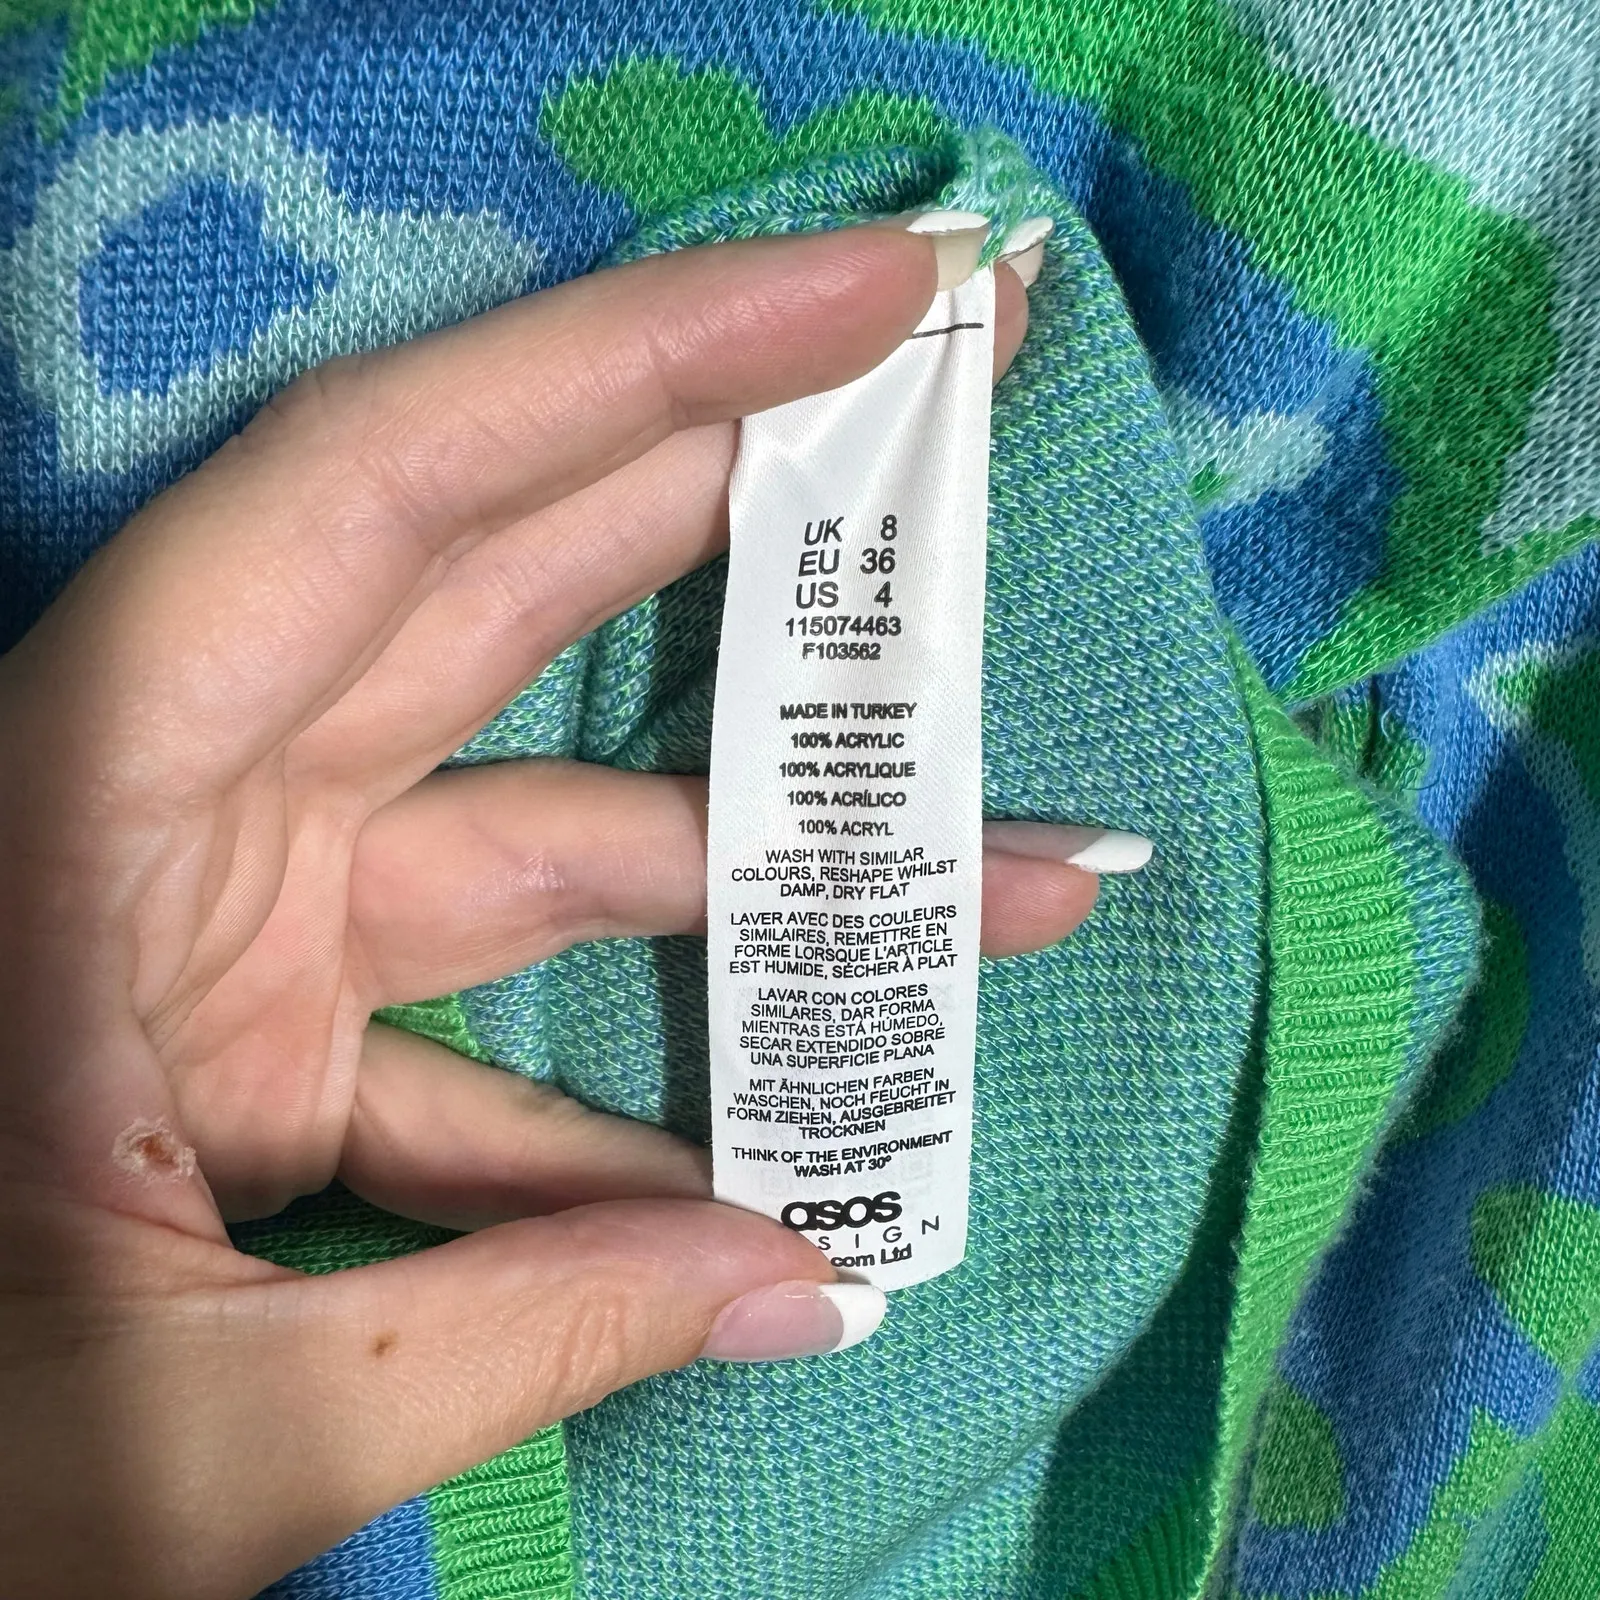 UK 8
EU 36
US 4
115074463
F103562
MADE IN TURKEY
100% ACRYLIC
100% ACRYLIQUE
100% ACRÍLICO
100% ACRYL
WASH WITH SIMILAR
COLOURS, RESHAPE WHILST
DAMP, DRY FLAT
LAVER AVEC DES COULEURS
SIMILAIRES, REMETTRE EN
FORME LORSQUE L'ARTICLE
EST HUMIDE, SÉCHER À PLAT
LAVAR CON COLORES
SIMILARES, DAR FORMA
MIENTRAS ESTÁ HÚMEDO,
SECAR EXTENDIDO SOBRE
UNA SUPERFICIE PLANA
MIT ÄHNLICHEN FARBEN
WASCHEN, NOCH FEUCHT IN
FORM ZIEHEN, AUSGEBREITET
TROCKNEN
THINK OF THE ENVIRONMENT
WASH AT 30°
asos
SIGN
.com Ltd